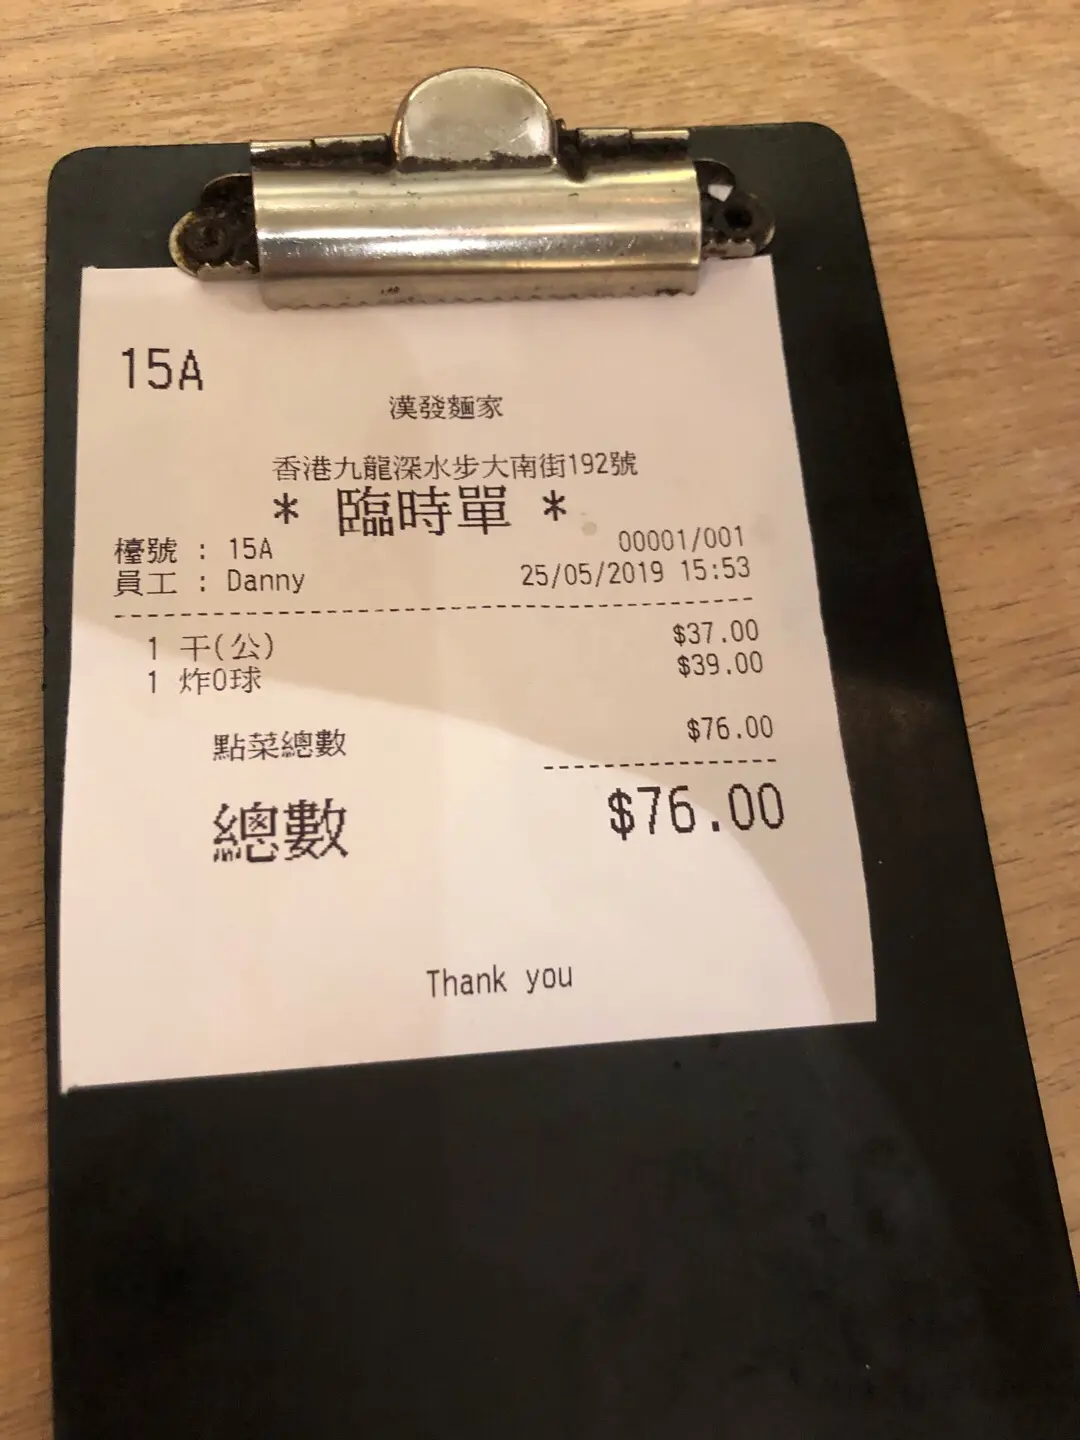 15A
漢發麵家
香港九龍深水步大南街192號
* 臨時單 *
檯號 : 15A 00001/001
員工 : Danny 25/05/2019 15:53
1 干(公) $37.00
1 炸0球 $39.00
點菜總數 $76.00
總數 $76.00
Thank you